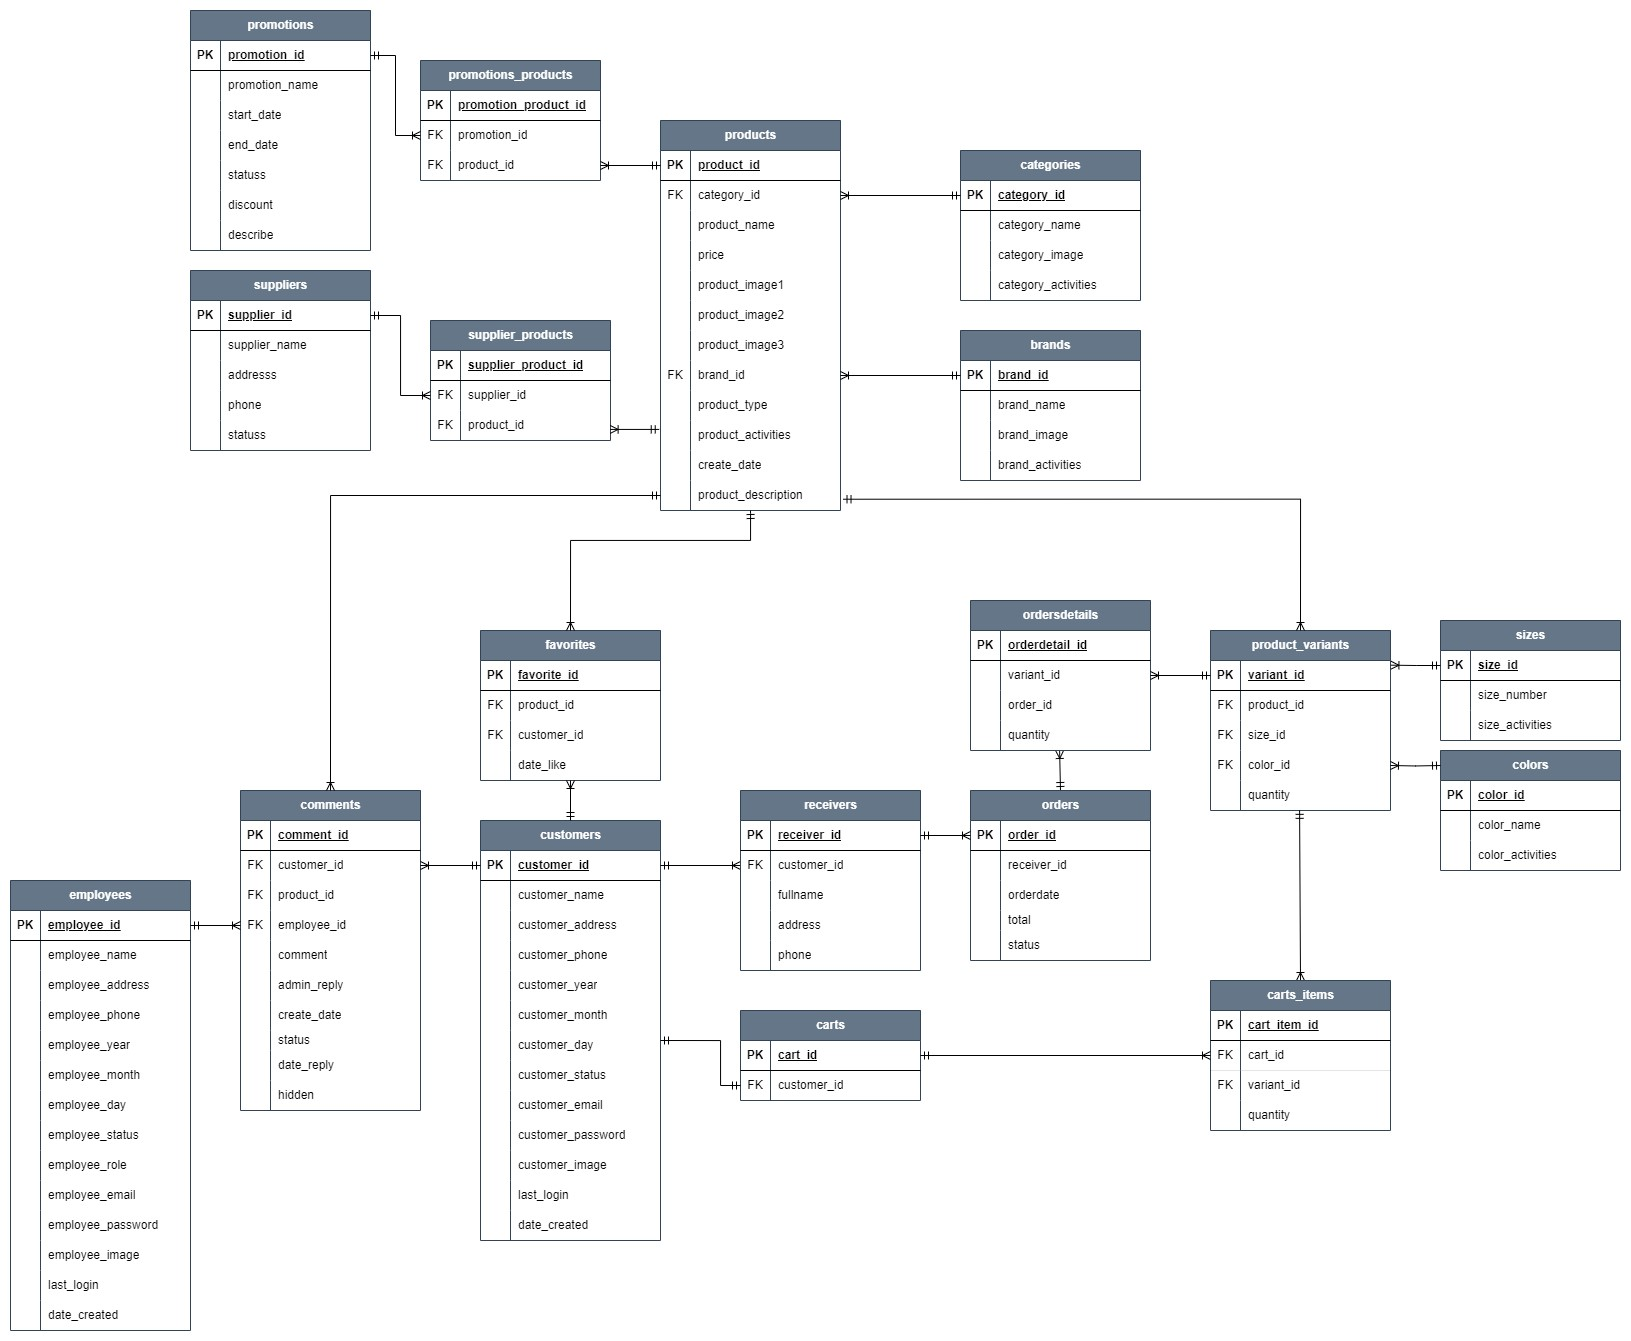 promotions
PK promotion_id
promotion_name
start_date
end_date
statuss
discount
describe
promotions_products
PK promotion_product_id
FK promotion_id
FK product_id
products
PK product_id
FK category_id
product_name
price
product_image1
product_image2
product_image3
FK brand_id
product_type
product_activities
create_date
product_description
categories
PK category_id
category_name
category_image
category_activities
suppliers
PK supplier_id
supplier_name
addresss
phone
statuss
supplier_products
PK supplier_product_id
FK supplier_id
FK product_id
brands
PK brand_id
brand_name
brand_image
brand_activities
favorites
PK favorite_id
FK product_id
FK customer_id
date_like
ordersdetails
PK orderdetail_id
variant_id
order_id
quantity
product_variants
PK variant_id
FK product_id
FK size_id
FK color_id
quantity
sizes
PK size_id
size_number
size_activities
colors
PK color_id
color_name
color_activities
comments
PK comment_id
FK customer_id
FK product_id
FK employee_id
comment
admin_reply
create_date
status
date_reply
hidden
customers
PK customer_id
customer_name
customer_address
customer_phone
customer_year
customer_month
customer_day
customer_status
customer_email
customer_password
customer_image
last_login
date_created
receivers
PK receiver_id
FK customer_id
fullname
address
phone
orders
PK order_id
receiver_id
orderdate
total
status
employees
PK employee_id
employee_name
employee_address
employee_phone
employee_year
employee_month
employee_day
employee_status
employee_role
employee_email
employee_password
employee_image
last_login
date_created
carts
PK cart_id
FK customer_id
carts_items
PK cart_item_id
FK cart_id
FK variant_id
quantity